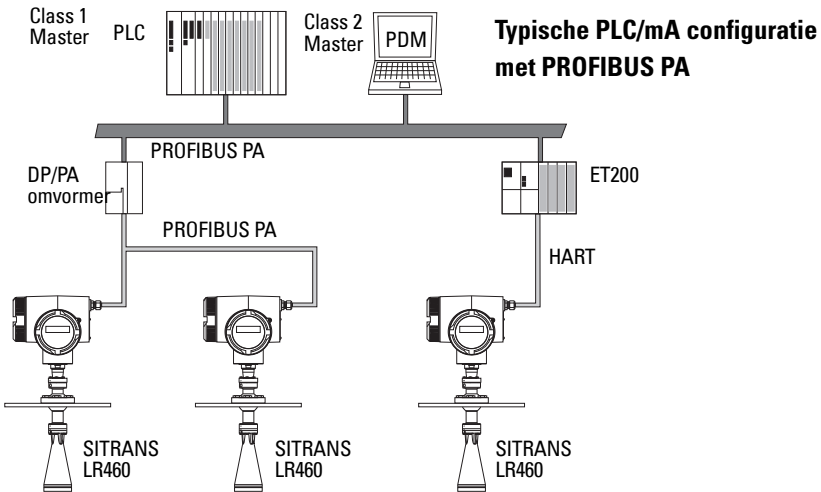 Class 1
Master
PLC
Class 2
Master
PDM
Typische PLC/mA configuratie
met PROFIBUS PA
PROFIBUS PA
DP/PA
omvormer
ET200
PROFIBUS PA
HART
SITRANS
LR460
SITRANS
LR460
SITRANS
LR460